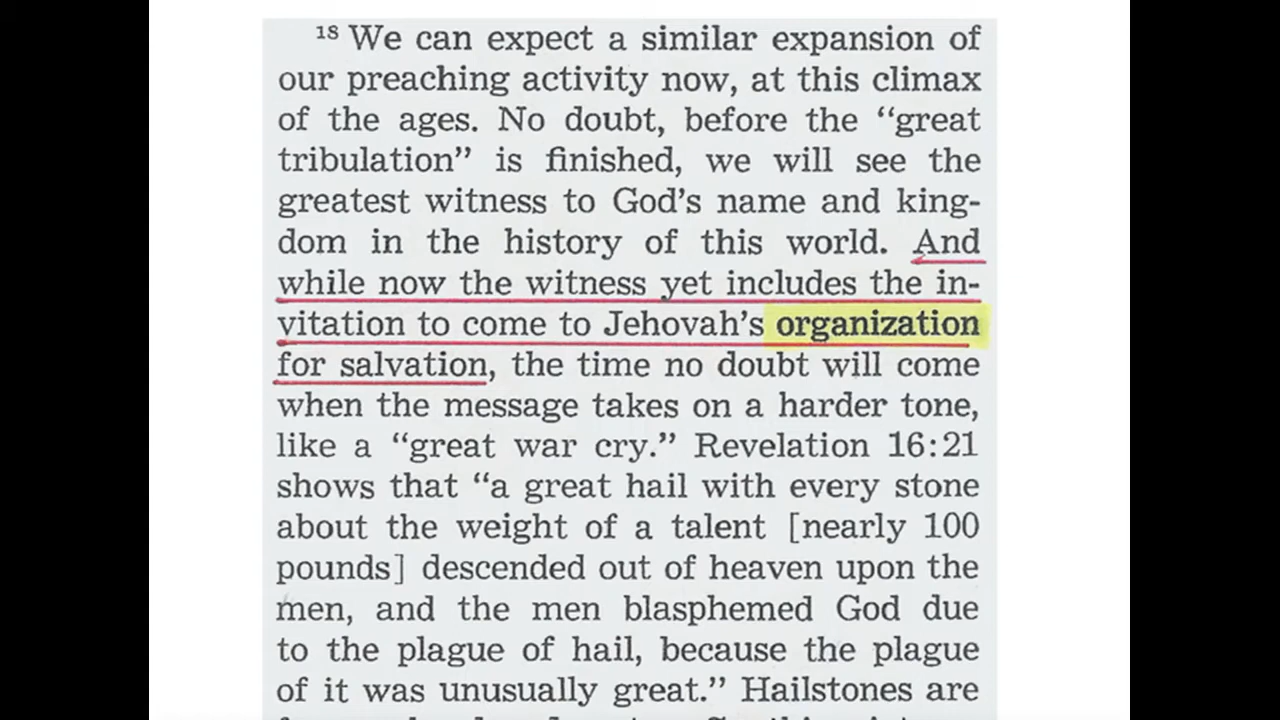 ¹⁸ We can expect a similar expansion of
our preaching activity now, at this climax
of the ages. No doubt, before the “great
tribulation” is finished, we will see the
greatest witness to God’s name and king-
dom in the history of this world. And
while now the witness yet includes the in-
vitation to come to Jehovah’s organization
for salvation, the time no doubt will come
when the message takes on a harder tone,
like a “great war cry.” Revelation 16:21
shows that “a great hail with every stone
about the weight of a talent [nearly 100
pounds] descended out of heaven upon the
men, and the men blasphemed God due
to the plague of hail, because the plague
of it was unusually great.” Hailstones are